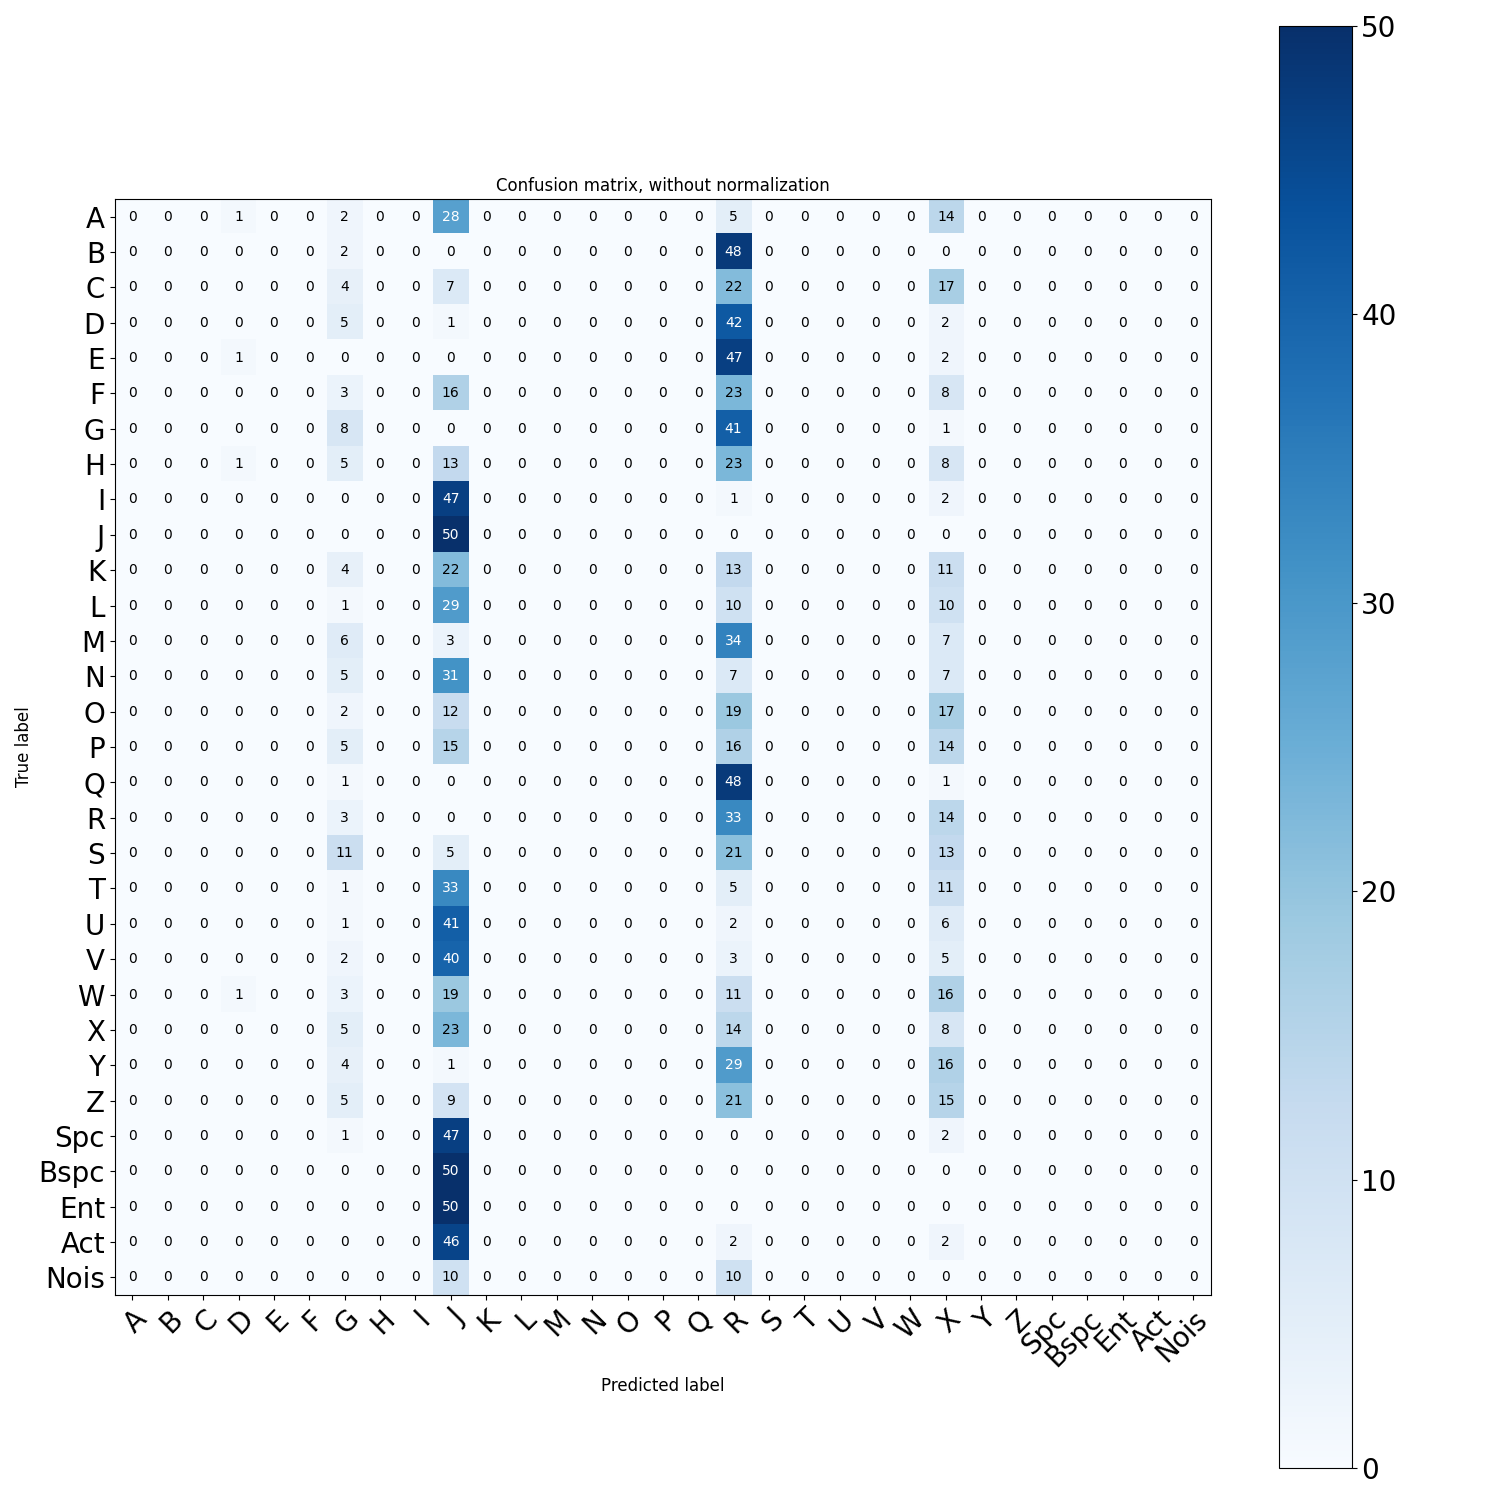 Confusion matrix, without normalization
A 0 0 0 1 0 0 2 0 0 28 0 0 0 0 0 0 0 5 0 0 0 0 0 14 0 0 0 0 0 0 0
B 0 0 0 0 0 0 2 0 0 0 0 0 0 0 0 0 0 48 0 0 0 0 0 0 0 0 0 0 0 0 0
C 0 0 0 0 0 0 4 0 0 7 0 0 0 0 0 0 0 22 0 0 0 0 0 17 0 0 0 0 0 0 0
D 0 0 0 0 0 0 5 0 0 1 0 0 0 0 0 0 0 42 0 0 0 0 0 2 0 0 0 0 0 0 0
E 0 0 0 1 0 0 0 0 0 0 0 0 0 0 0 0 0 47 0 0 0 0 0 2 0 0 0 0 0 0 0
F 0 0 0 0 0 0 3 0 0 16 0 0 0 0 0 0 0 23 0 0 0 0 0 8 0 0 0 0 0 0 0
G 0 0 0 0 0 0 8 0 0 0 0 0 0 0 0 0 0 41 0 0 0 0 0 1 0 0 0 0 0 0 0
H 0 0 0 1 0 0 5 0 0 13 0 0 0 0 0 0 0 23 0 0 0 0 0 8 0 0 0 0 0 0 0
I 0 0 0 0 0 0 0 0 0 47 0 0 0 0 0 0 0 1 0 0 0 0 0 2 0 0 0 0 0 0 0
J 0 0 0 0 0 0 0 0 0 50 0 0 0 0 0 0 0 0 0 0 0 0 0 0 0 0 0 0 0 0 0
K 0 0 0 0 0 0 4 0 0 22 0 0 0 0 0 0 0 13 0 0 0 0 0 11 0 0 0 0 0 0 0
L 0 0 0 0 0 0 1 0 0 29 0 0 0 0 0 0 0 10 0 0 0 0 0 10 0 0 0 0 0 0 0
M 0 0 0 0 0 0 6 0 0 3 0 0 0 0 0 0 0 34 0 0 0 0 0 7 0 0 0 0 0 0 0
N 0 0 0 0 0 0 5 0 0 31 0 0 0 0 0 0 0 7 0 0 0 0 0 7 0 0 0 0 0 0 0
O 0 0 0 0 0 0 2 0 0 12 0 0 0 0 0 0 0 19 0 0 0 0 0 17 0 0 0 0 0 0 0
P 0 0 0 0 0 0 5 0 0 15 0 0 0 0 0 0 0 16 0 0 0 0 0 14 0 0 0 0 0 0 0
Q 0 0 0 0 0 0 1 0 0 0 0 0 0 0 0 0 0 48 0 0 0 0 0 1 0 0 0 0 0 0 0
R 0 0 0 0 0 0 3 0 0 0 0 0 0 0 0 0 0 33 0 0 0 0 0 14 0 0 0 0 0 0 0
S 0 0 0 0 0 0 11 0 0 5 0 0 0 0 0 0 0 21 0 0 0 0 0 13 0 0 0 0 0 0 0
T 0 0 0 0 0 0 1 0 0 33 0 0 0 0 0 0 0 5 0 0 0 0 0 11 0 0 0 0 0 0 0
U 0 0 0 0 0 0 1 0 0 41 0 0 0 0 0 0 0 2 0 0 0 0 0 6 0 0 0 0 0 0 0
V 0 0 0 0 0 0 2 0 0 40 0 0 0 0 0 0 0 3 0 0 0 0 0 5 0 0 0 0 0 0 0
W 0 0 0 1 0 0 3 0 0 19 0 0 0 0 0 0 0 11 0 0 0 0 0 16 0 0 0 0 0 0 0
X 0 0 0 0 0 0 5 0 0 23 0 0 0 0 0 0 0 14 0 0 0 0 0 8 0 0 0 0 0 0 0
Y 0 0 0 0 0 0 4 0 0 1 0 0 0 0 0 0 0 29 0 0 0 0 0 16 0 0 0 0 0 0 0
Z 0 0 0 0 0 0 5 0 0 9 0 0 0 0 0 0 0 21 0 0 0 0 0 15 0 0 0 0 0 0 0
Spc 0 0 0 0 0 0 1 0 0 47 0 0 0 0 0 0 0 0 0 0 0 0 0 2 0 0 0 0 0 0 0
Bspc 0 0 0 0 0 0 0 0 0 50 0 0 0 0 0 0 0 0 0 0 0 0 0 0 0 0 0 0 0 0 0
Ent 0 0 0 0 0 0 0 0 0 50 0 0 0 0 0 0 0 0 0 0 0 0 0 0 0 0 0 0 0 0 0
Act 0 0 0 0 0 0 0 0 0 46 0 0 0 0 0 0 0 2 0 0 0 0 0 2 0 0 0 0 0 0 0
Nois 0 0 0 0 0 0 0 0 0 10 0 0 0 0 0 0 0 10 0 0 0 0 0 0 0 0 0 0 0 0 0
A B C D E F G H I J K L M N O P Q R S T U V W X Y Z Spc Bspc Ent Act Nois
Predicted label
True label
50
40
30
20
10
0